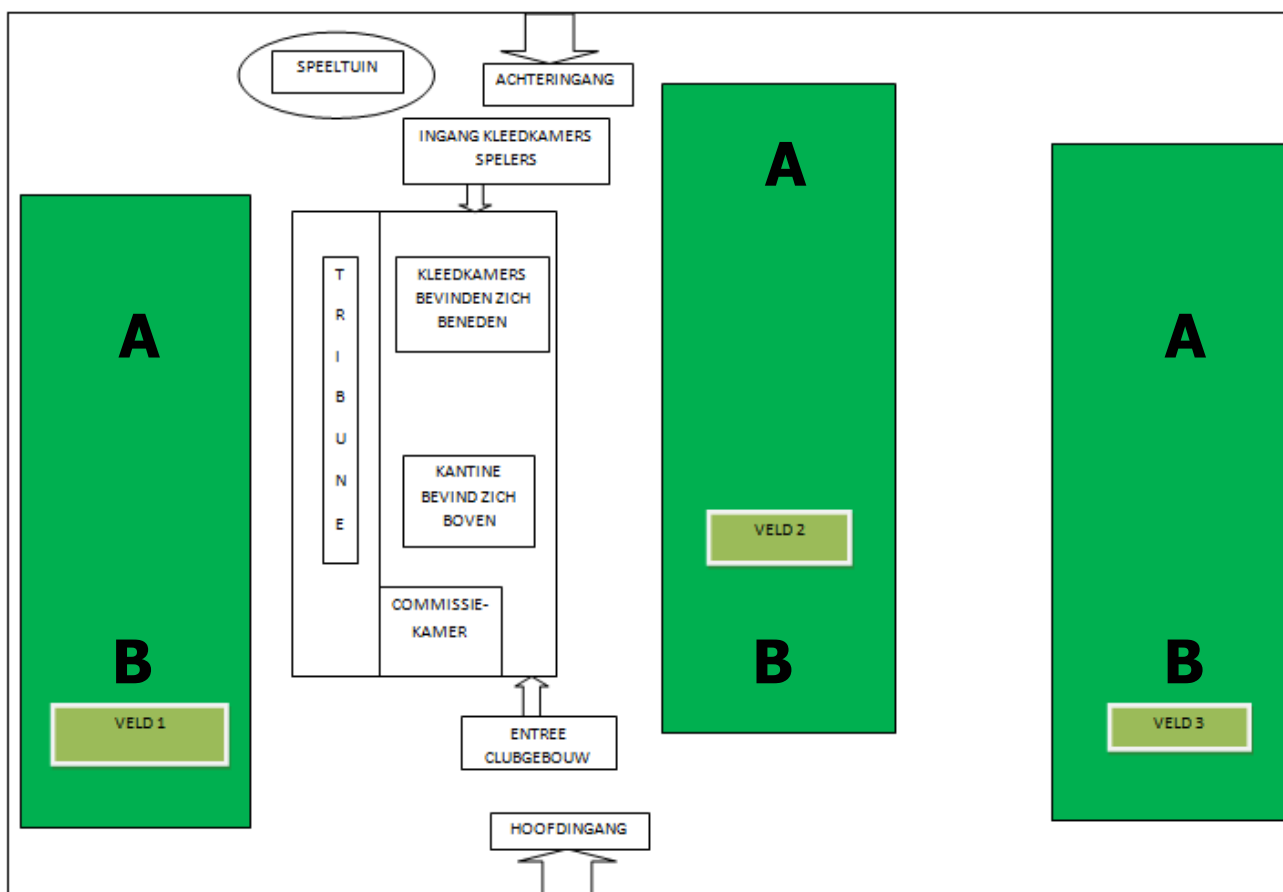 SPEELTUIN
ACHTERINGANG
INGANG KLEEDKAMERS
SPELERS
A
A
A
T
R
I
B
U
N
E
KLEEDKAMERS
BEVINDEN ZICH
BENEDEN
KANTINE
BEVIND ZICH
BOVEN
VELD 2
COMMISSIE-
KAMER
B
B
B
VELD 1
VELD 3
ENTREE
CLUBGEBOUW
HOOFDINGANG